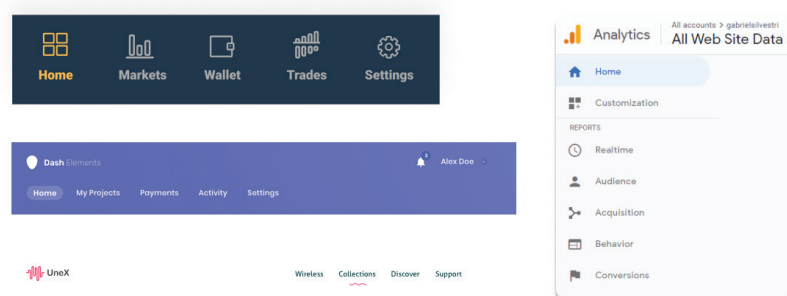 Home Markets Wallet Trades Settings
Dash Elements
3
Alex Doe
Home My Projects Payments Activity Settings
UneX
Wireless Collections Discover Support
Analytics
All accounts > gabrielsilvestri
All Web Site Data
Home
Customization
REPORTS
Realtime
Audience
Acquisition
Behavior
Conversions